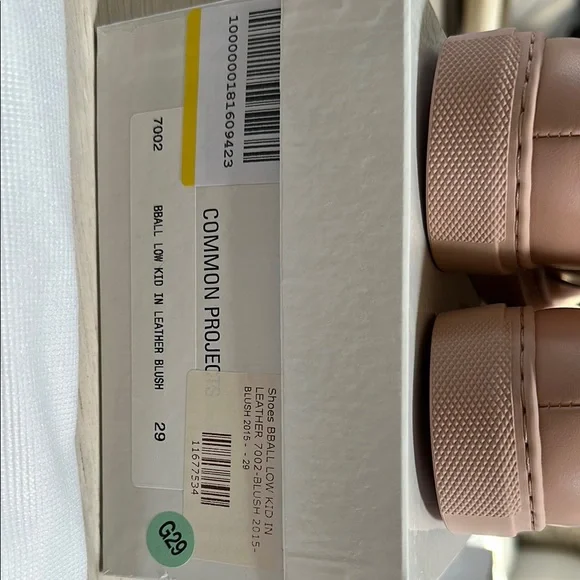 1000000181609423
COMMON PROJECTS
7002
BBALL LOW KID IN LEATHER BLUSH
29
Shoes BBALL LOW KID IN
LEATHER 7002-BLUSH 2015-
BLUSH 2015 - - 29
11677534
G29